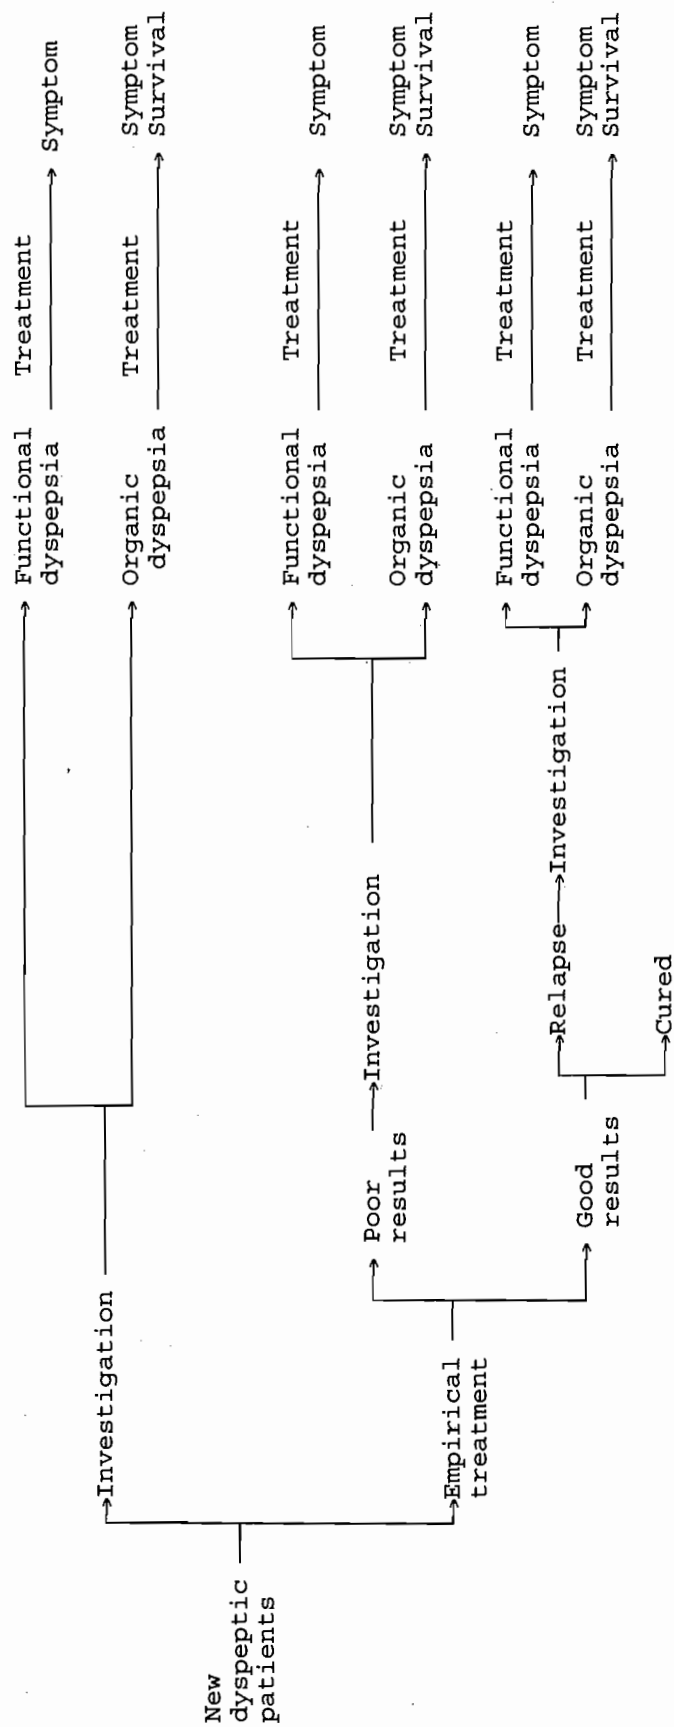 New
dyspeptic
patients
Investigation
Functional
dyspepsia
Treatment
Symptom
Organic
dyspepsia
Treatment
Symptom
Survival
Empirical
treatment
Poor
results
Investigation
Functional
dyspepsia
Treatment
Symptom
Organic
dyspepsia
Treatment
Symptom
Survival
Good
results
Relapse
Investigation
Functional
dyspepsia
Treatment
Symptom
Organic
dyspepsia
Treatment
Symptom
Survival
Cured